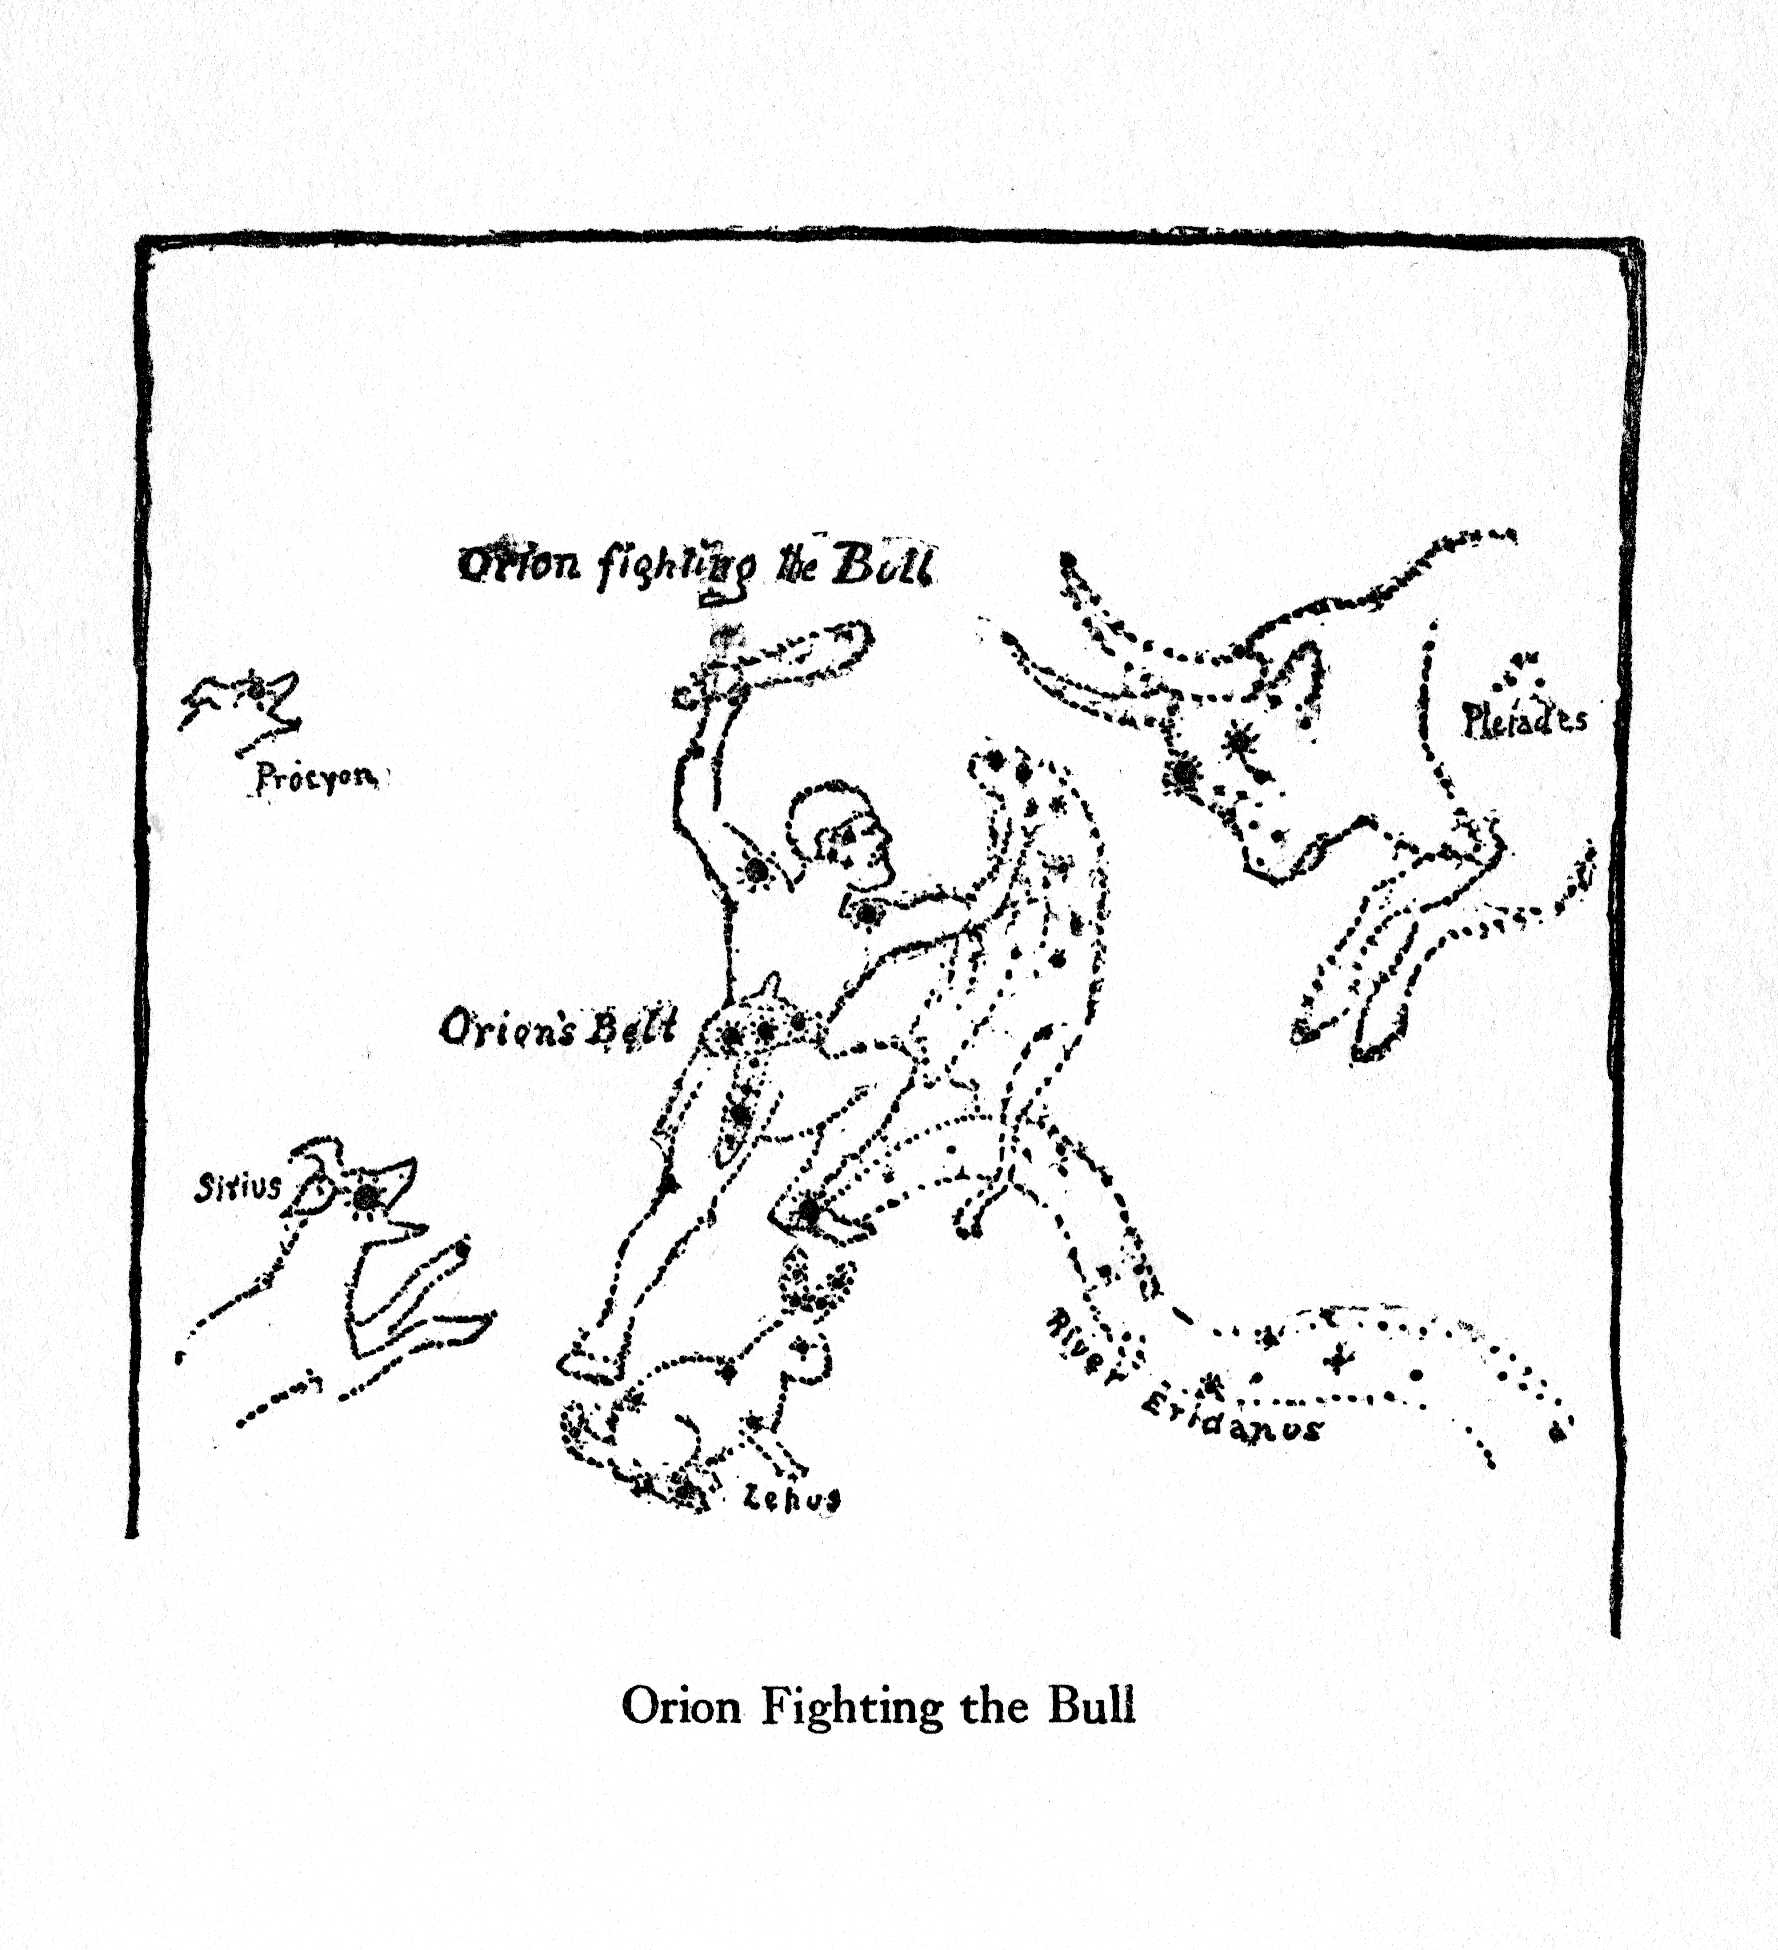 Orion fighting the Bull
Procyon
Pleiades
Orion's Belt
Sirius
River Eridanus
Lepus
Orion Fighting the Bull